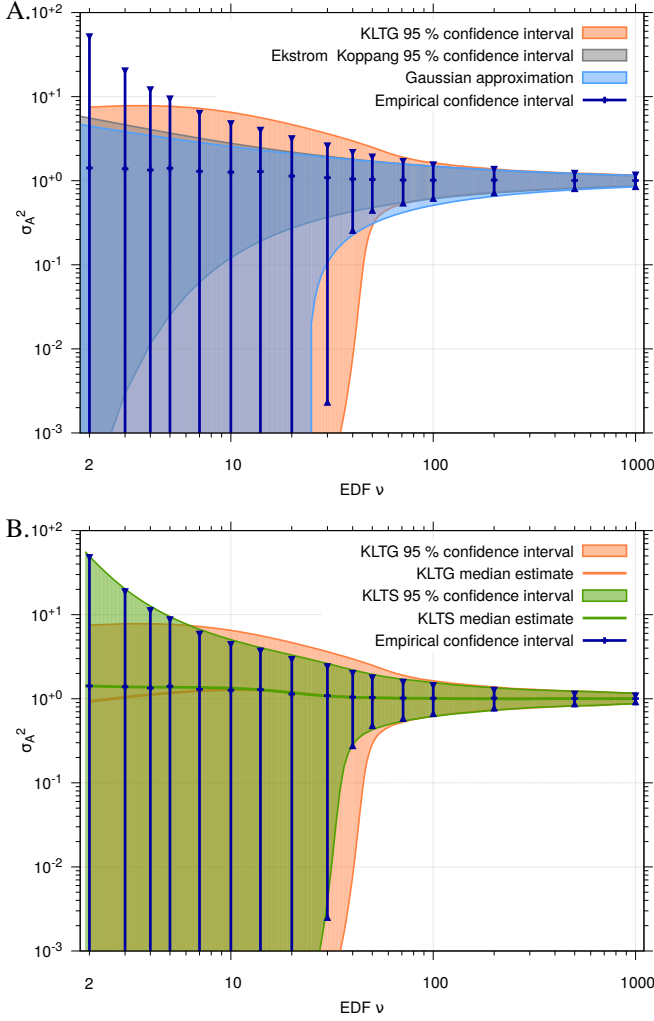 A.
10⁺²
10⁺¹
10⁺⁰
10⁻¹
10⁻²
10⁻³
σ_A²
KLTG 95 % confidence interval
Ekstrom Koppang 95 % confidence interval
Gaussian approximation
Empirical confidence interval
2 10 100 1000
EDF ν
B.
10⁺²
10⁺¹
10⁺⁰
10⁻¹
10⁻²
10⁻³
σ_A²
KLTG 95 % confidence interval
KLTG median estimate
KLTS 95 % confidence interval
KLTS median estimate
Empirical confidence interval
2 10 100 1000
EDF ν